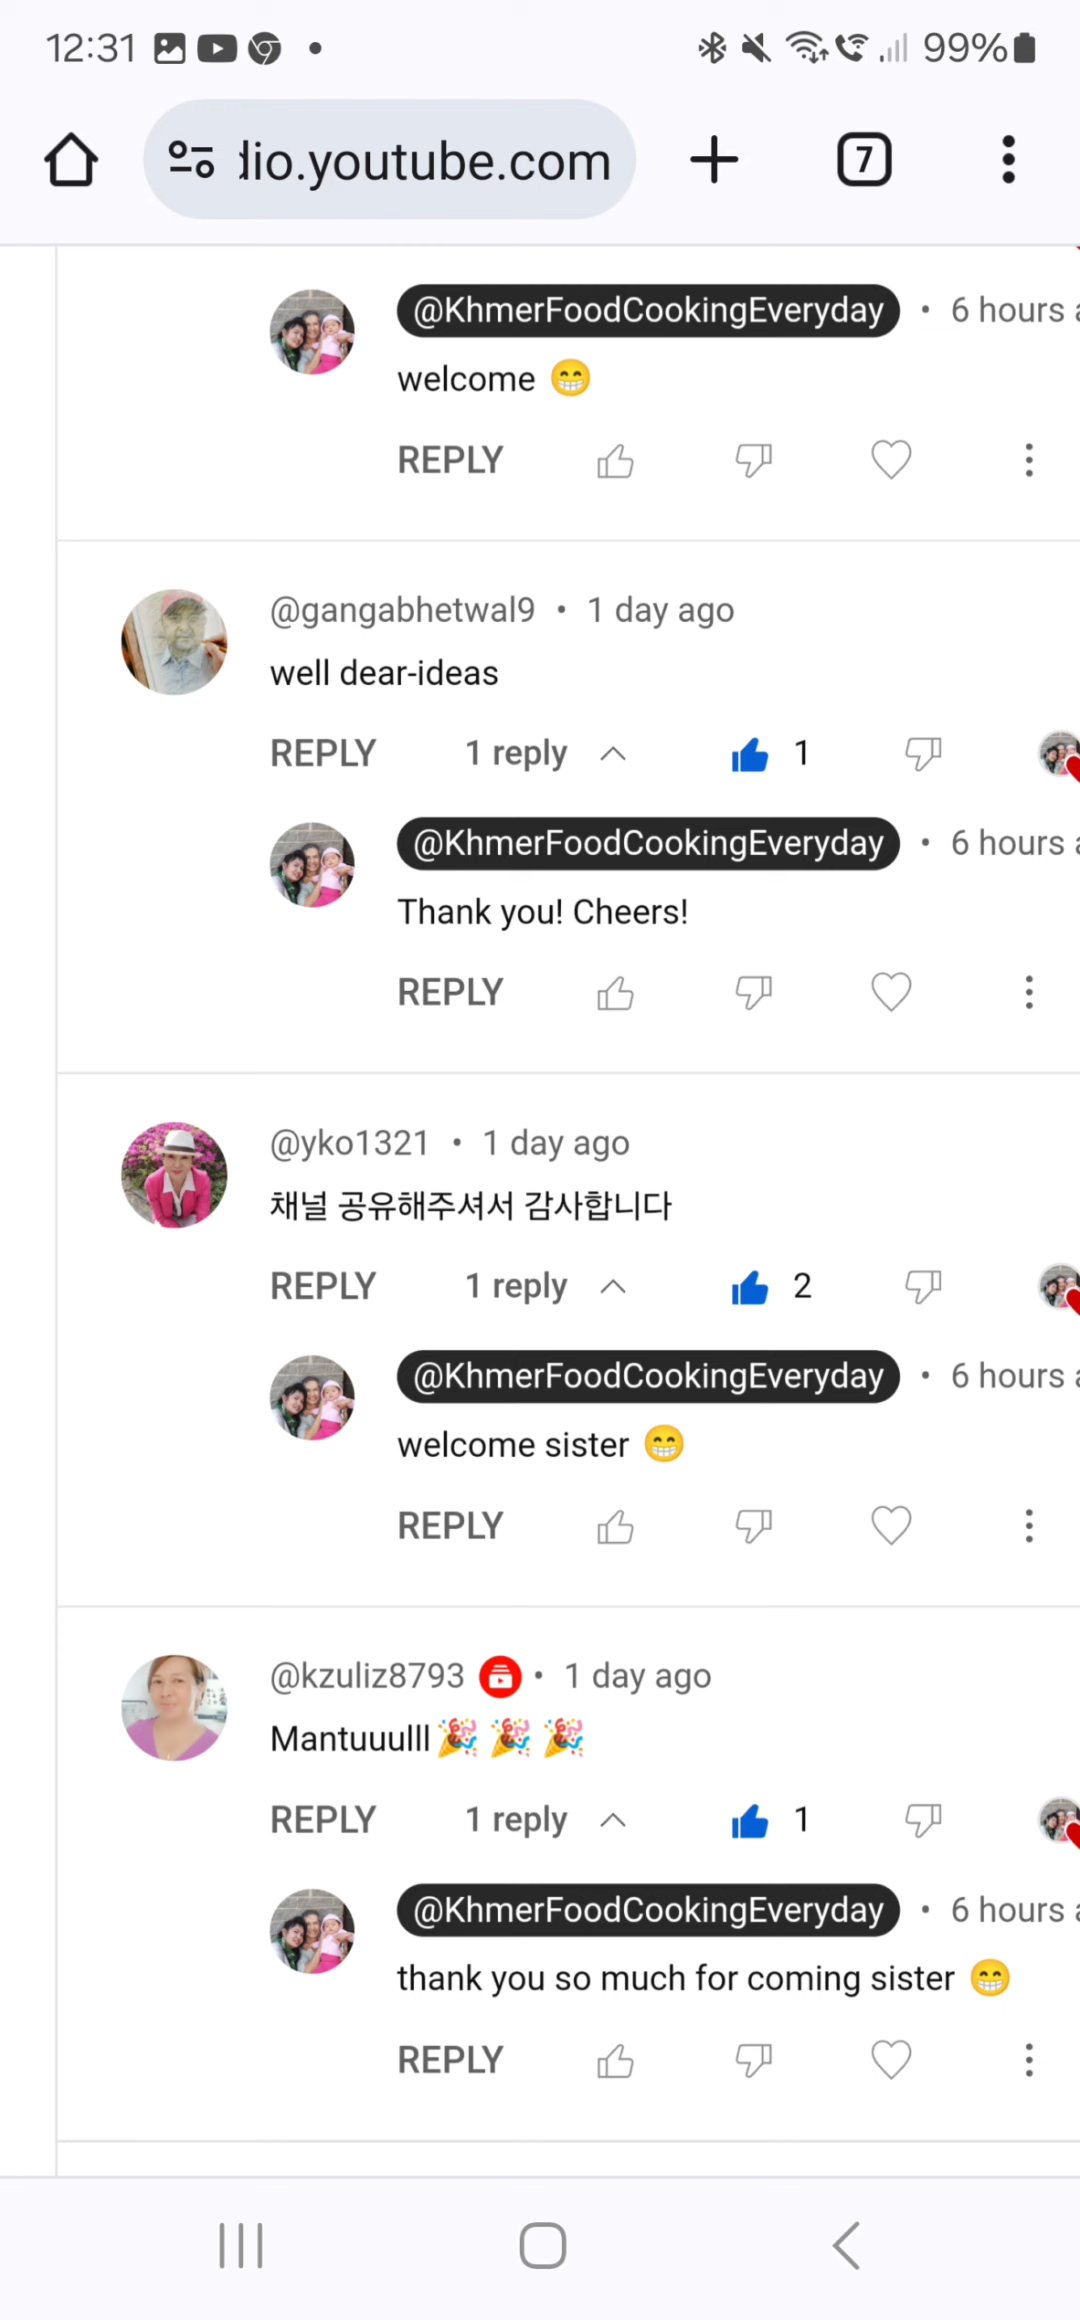 12:31
99%
dio.youtube.com
7
@KhmerFoodCookingEveryday • 6 hours
welcome 😁
REPLY
@gangabhetwal9 • 1 day ago
well dear-ideas
REPLY 1 reply 1
@KhmerFoodCookingEveryday • 6 hours
Thank you! Cheers!
REPLY
@yko1321 • 1 day ago
채널 공유해주셔서 감사합니다
REPLY 1 reply 2
@KhmerFoodCookingEveryday • 6 hours
welcome sister 😁
REPLY
@kzuliz8793 • 1 day ago
Mantuuulll🎉 🎉 🎉
REPLY 1 reply 1
@KhmerFoodCookingEveryday • 6 hours
thank you so much for coming sister 😁
REPLY